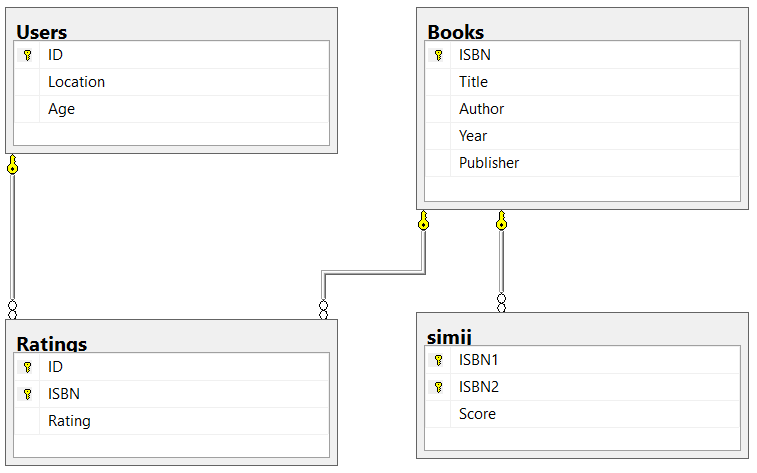 Users
ID
Location
Age
Books
ISBN
Title
Author
Year
Publisher
Ratings
ID
ISBN
Rating
simij
ISBN1
ISBN2
Score